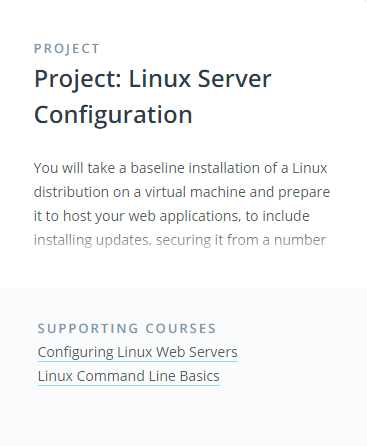 PROJECT
Project: Linux Server
Configuration
You will take a baseline installation of a Linux
distribution on a virtual machine and prepare
it to host your web applications, to include
installing updates, securing it from a number
SUPPORTING COURSES
Configuring Linux Web Servers
Linux Command Line Basics